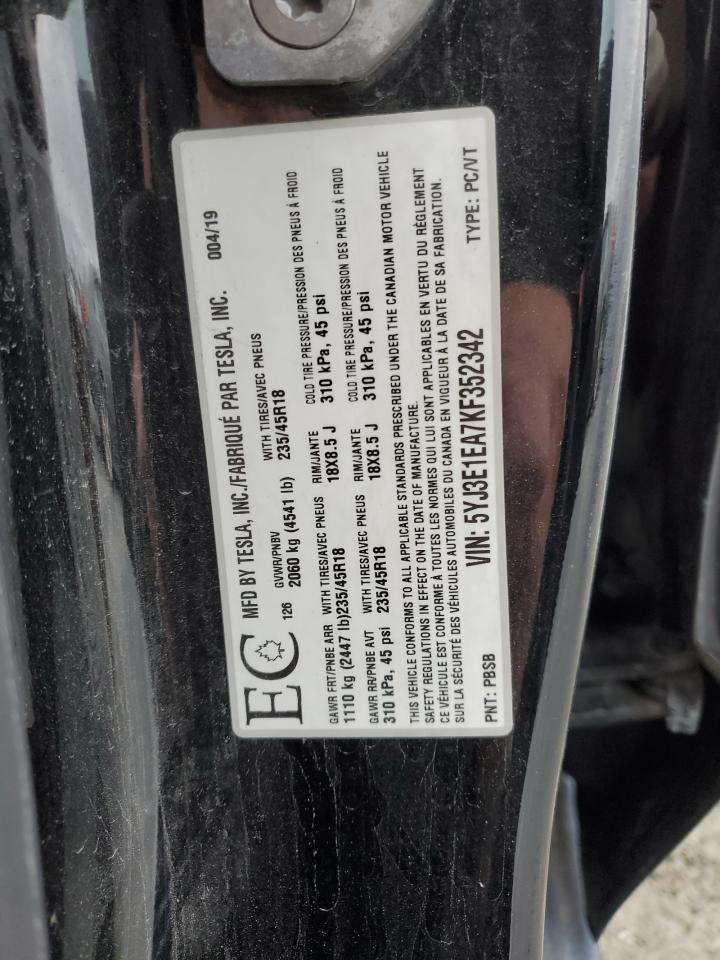 EC
MFD BY TESLA, INC./FABRIQUÉ PAR TESLA, INC. 004/19
126 GVWR/PNBV WITH TIRES/AVEC PNEUS
2060 kg (4541 lb) 235/45R18
GAWR FRT/PNBE ARR WITH TIRES/AVEC PNEUS RIM/JANTE COLD TIRE PRESSURE/PRESSION DES PNEUS À FROID
1110 kg (2447 lb)235/45R18 18X8.5 J 310 kPa, 45 psi
GAWR RR/PNBE AVT WITH TIRES/AVEC PNEUS RIM/JANTE COLD TIRE PRESSURE/PRESSION DES PNEUS À FROID
310 kPa, 45 psi 235/45R18 18X8.5 J 310 kPa, 45 psi
THIS VEHICLE CONFORMS TO ALL APPLICABLE STANDARDS PRESCRIBED UNDER THE CANADIAN MOTOR VEHICLE
SAFETY REGULATIONS IN EFFECT ON THE DATE OF MANUFACTURE.
CE VÉHICULE EST CONFORME À TOUTES LES NORMES QUI LUI SONT APPLICABLES EN VERTU DU RÈGLEMENT
SUR LA SÉCURITÉ DES VÉHICULES AUTOMOBILES DU CANADA EN VIGUEUR À LA DATE DE SA FABRICATION.
VIN: 5YJ3E1EA7KF352342
PNT: PBSB TYPE: PC/VT